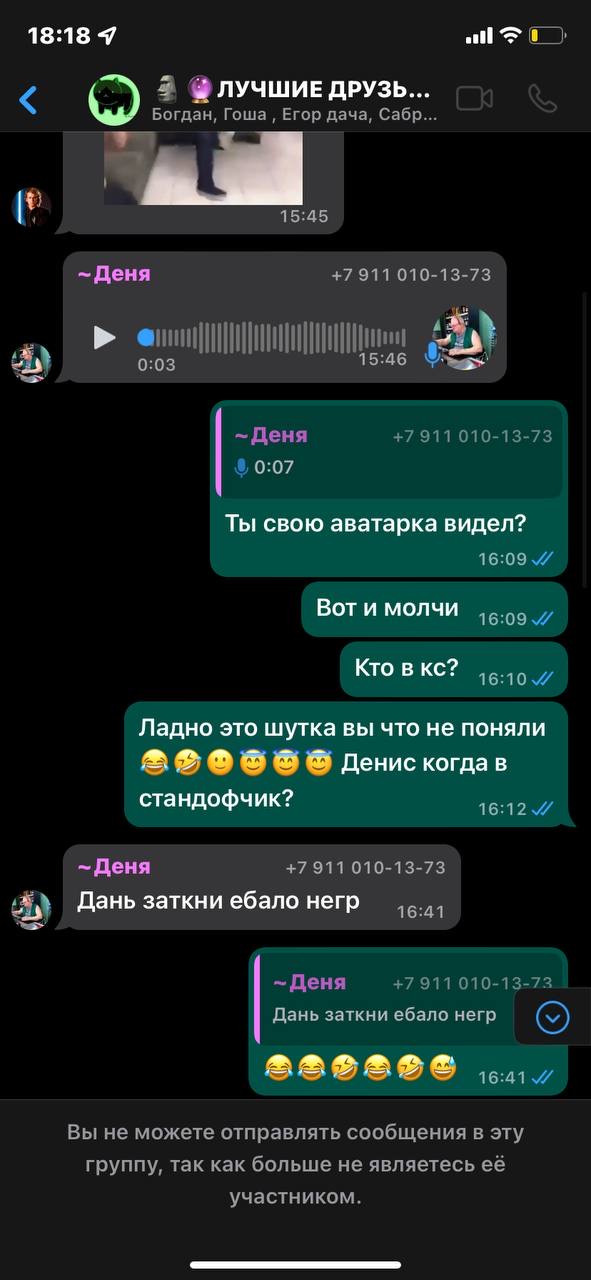 18:18
🗿🔮ЛУЧШИЕ ДРУЗЬ...
Богдан, Гоша , Егор дача, Сабр...
15:45
~Деня +7 911 010-13-73
0:03 15:46
~Деня +7 911 010-13-73
0:07
Ты свою аватарка видел?
16:09
Вот и молчи 16:09
Кто в кс? 16:10
Ладно это шутка вы что не поняли
😂🤣🙂😇😇😇 Денис когда в
стандофчик? 16:12
~Деня +7 911 010-13-73
Дань заткни ебало негр 16:41
~Деня +7 911 010-13-73
Дань заткни ебало негр
😂😂🤣😂🤣😅 16:41
Вы не можете отправлять сообщения в эту
группу, так как больше не являетесь её
участником.